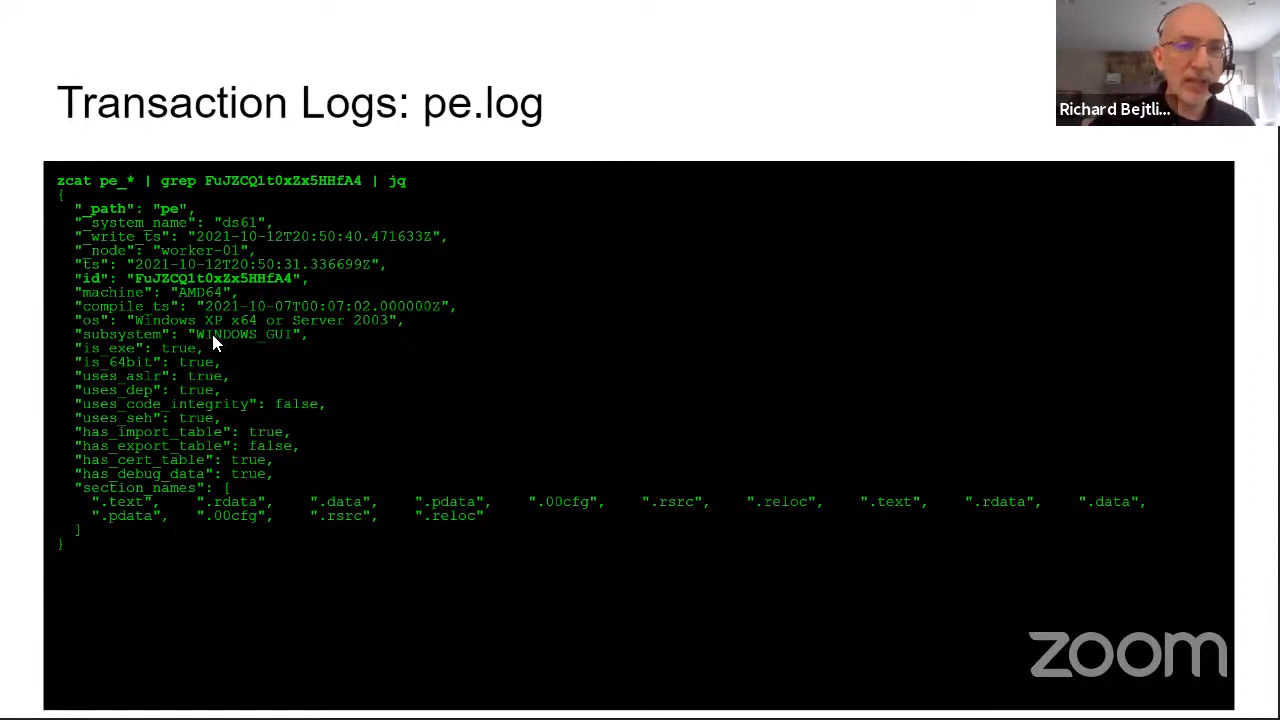 Transaction Logs: pe.log
Richard Bejtli...
zcat pe_* | grep FuJZCQ1t0xZx5HHfA4 | jq
{
"_path": "pe",
"_system_name": "ds61",
"_write_ts": "2021-10-12T20:50:40.471633Z",
"_node": "worker-01",
"ts": "2021-10-12T20:50:31.336699Z",
"id": "FuJZCQ1t0xZx5HHfA4",
"machine": "AMD64",
"compile_ts": "2021-10-07T00:07:02.000000Z",
"os": "Windows XP x64 or Server 2003",
"subsystem": "WINDOWS_GUI",
"is_exe": true,
"is_64bit": true,
"uses_aslr": true,
"uses_dep": true,
"uses_code_integrity": false,
"uses_seh": true,
"has_import_table": true,
"has_export_table": false,
"has_cert_table": true,
"has_debug_data": true,
"section_names": [
".text", ".rdata", ".data", ".pdata", ".00cfg", ".rsrc", ".reloc", ".text", ".rdata", ".data",
".pdata", ".00cfg", ".rsrc", ".reloc"
]
}
zoom